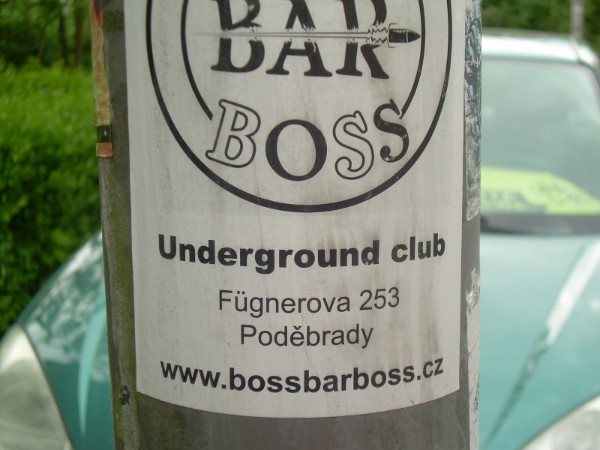 BAR
BOSS
Underground club
Fügnerova 253
Poděbrady
www.bossbarboss.cz